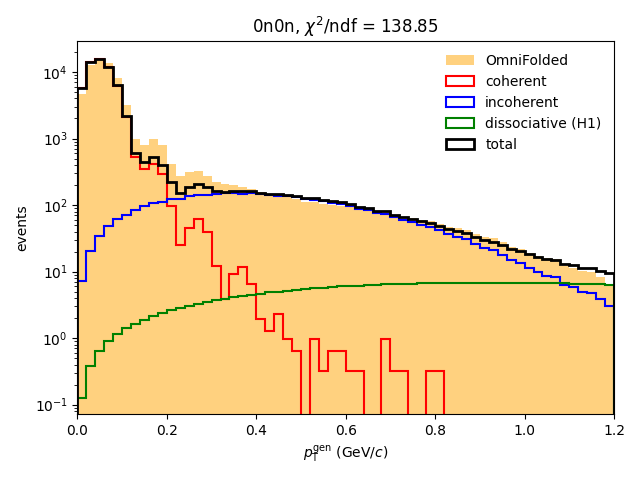 0n0n, χ²/ndf = 138.85
events
10⁴
10³
10²
10¹
10⁰
10⁻¹
OmniFolded
coherent
incoherent
dissociative (H1)
total
0.0 0.2 0.4 0.6 0.8 1.0 1.2
p_T^gen (GeV/c)